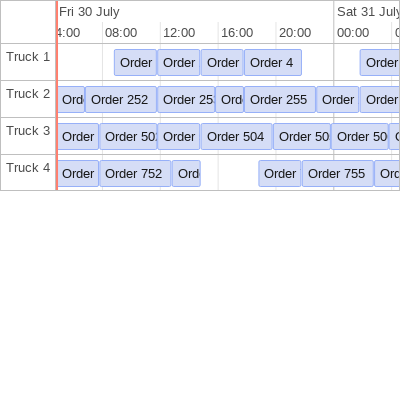 Fri 30 July Sat 31 July
4:00 08:00 12:00 16:00 20:00 00:00
Truck 1 Order Order Order Order 4 Order
Truck 2 Ord Order 252 Order 25 Ord Order 255 Order Order
Truck 3 Order Order 50 Order Order 504 Order 50 Order 50
Truck 4 Order Order 752 Ord Order Order 755 Ord